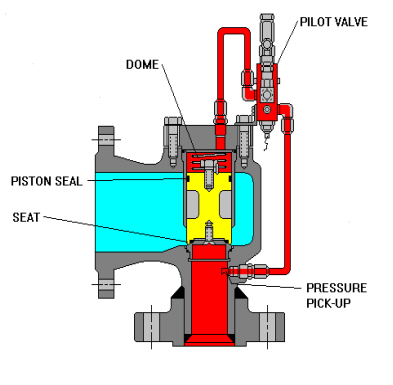 PILOT VALVE
DOME
PISTON SEAL
SEAT
PRESSURE
PICK-UP